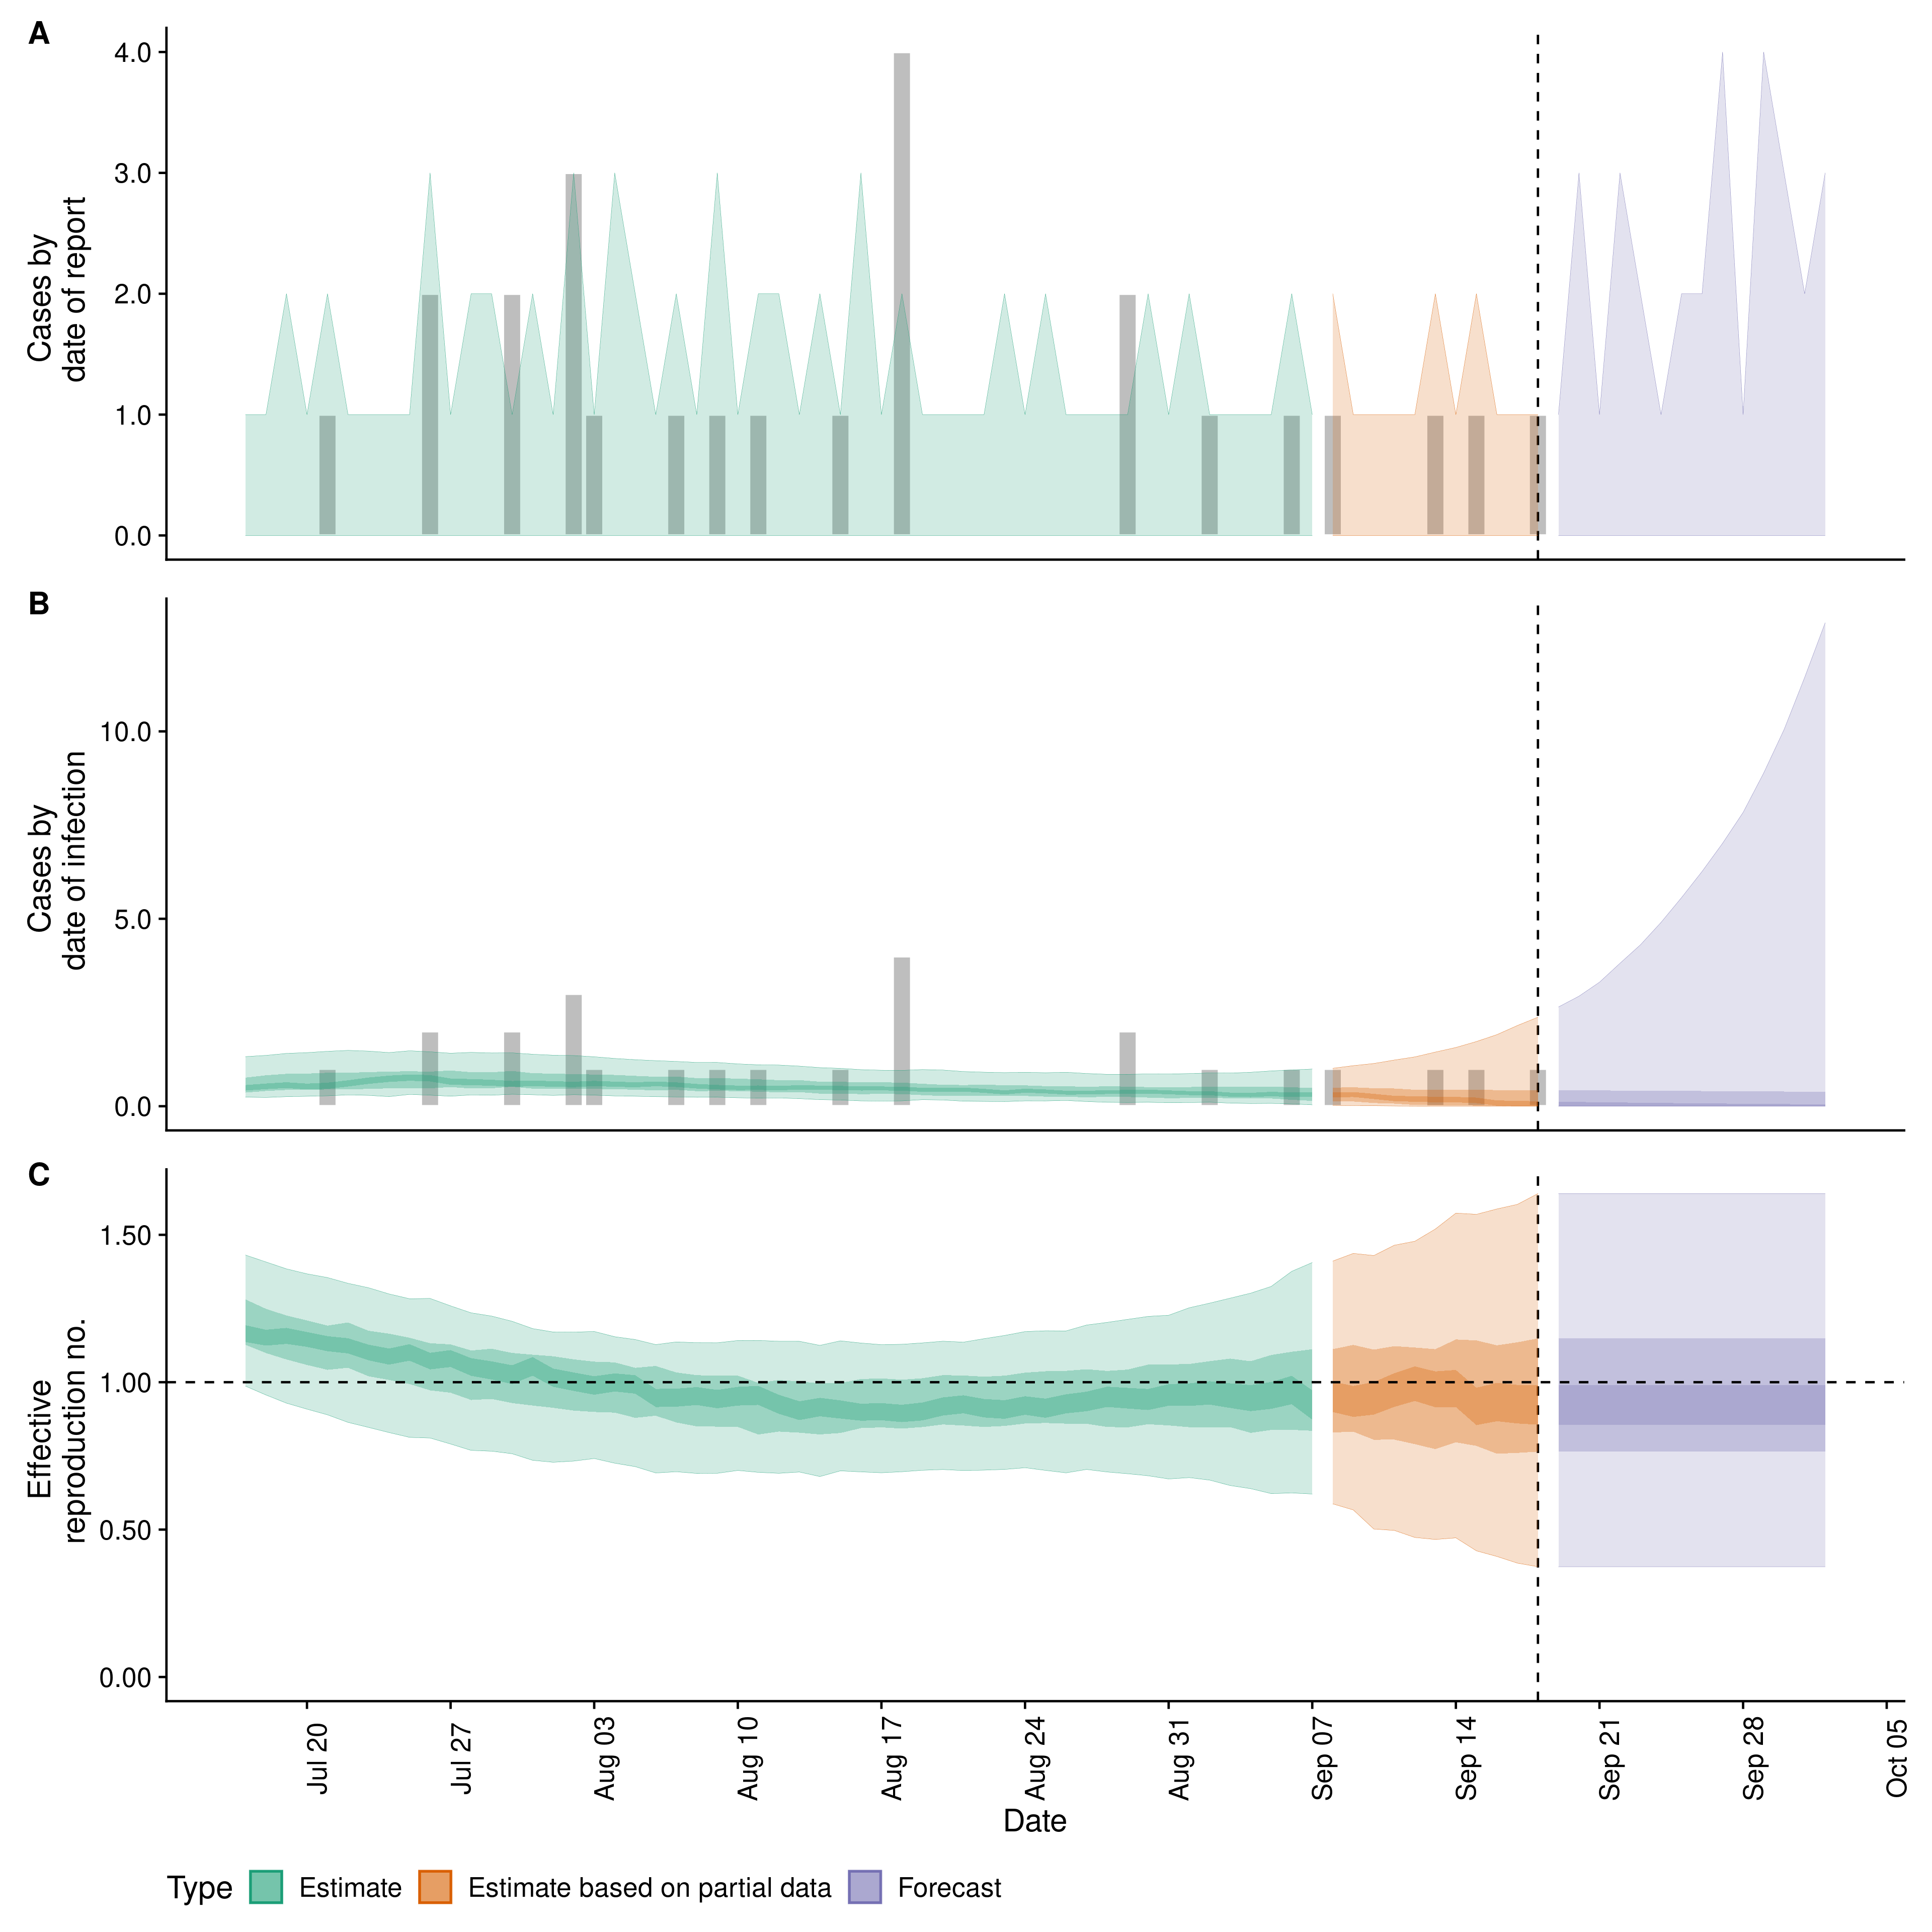 A
Cases by
date of report
4.0
3.0
2.0
1.0
0.0
B
Cases by
date of infection
10.0
5.0
0.0
C
Effective
reproduction no.
1.50
1.00
0.50
0.00
Jul 20
Jul 27
Aug 03
Aug 10
Aug 17
Aug 24
Aug 31
Sep 07
Sep 14
Sep 21
Sep 28
Oct 05
Date
Type Estimate Estimate based on partial data Forecast